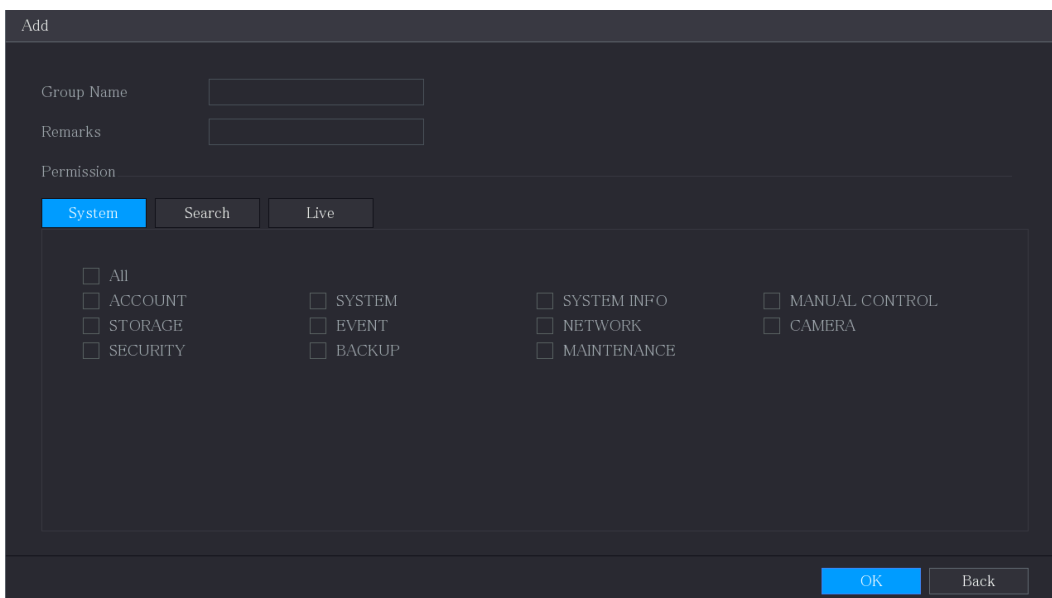 Add
Group Name
Remarks
Permission
System Search Live
All
ACCOUNT SYSTEM SYSTEM INFO MANUAL CONTROL
STORAGE EVENT NETWORK CAMERA
SECURITY BACKUP MAINTENANCE
OK Back